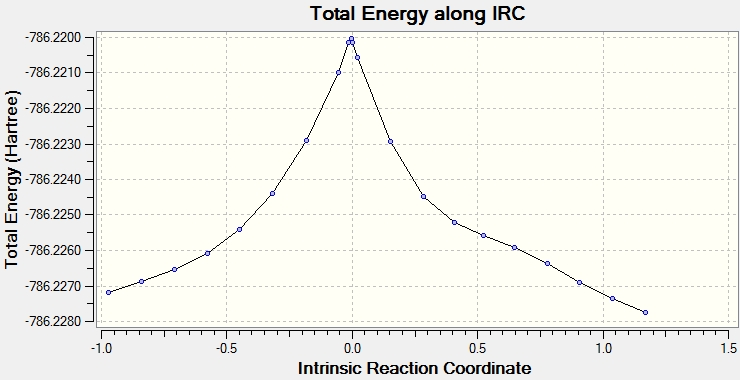 Total Energy along IRC
Total Energy (Hartree)
-786.2200
-786.2210
-786.2220
-786.2230
-786.2240
-786.2250
-786.2260
-786.2270
-786.2280
-1.0 -0.5 0.0 0.5 1.0 1.5
Intrinsic Reaction Coordinate